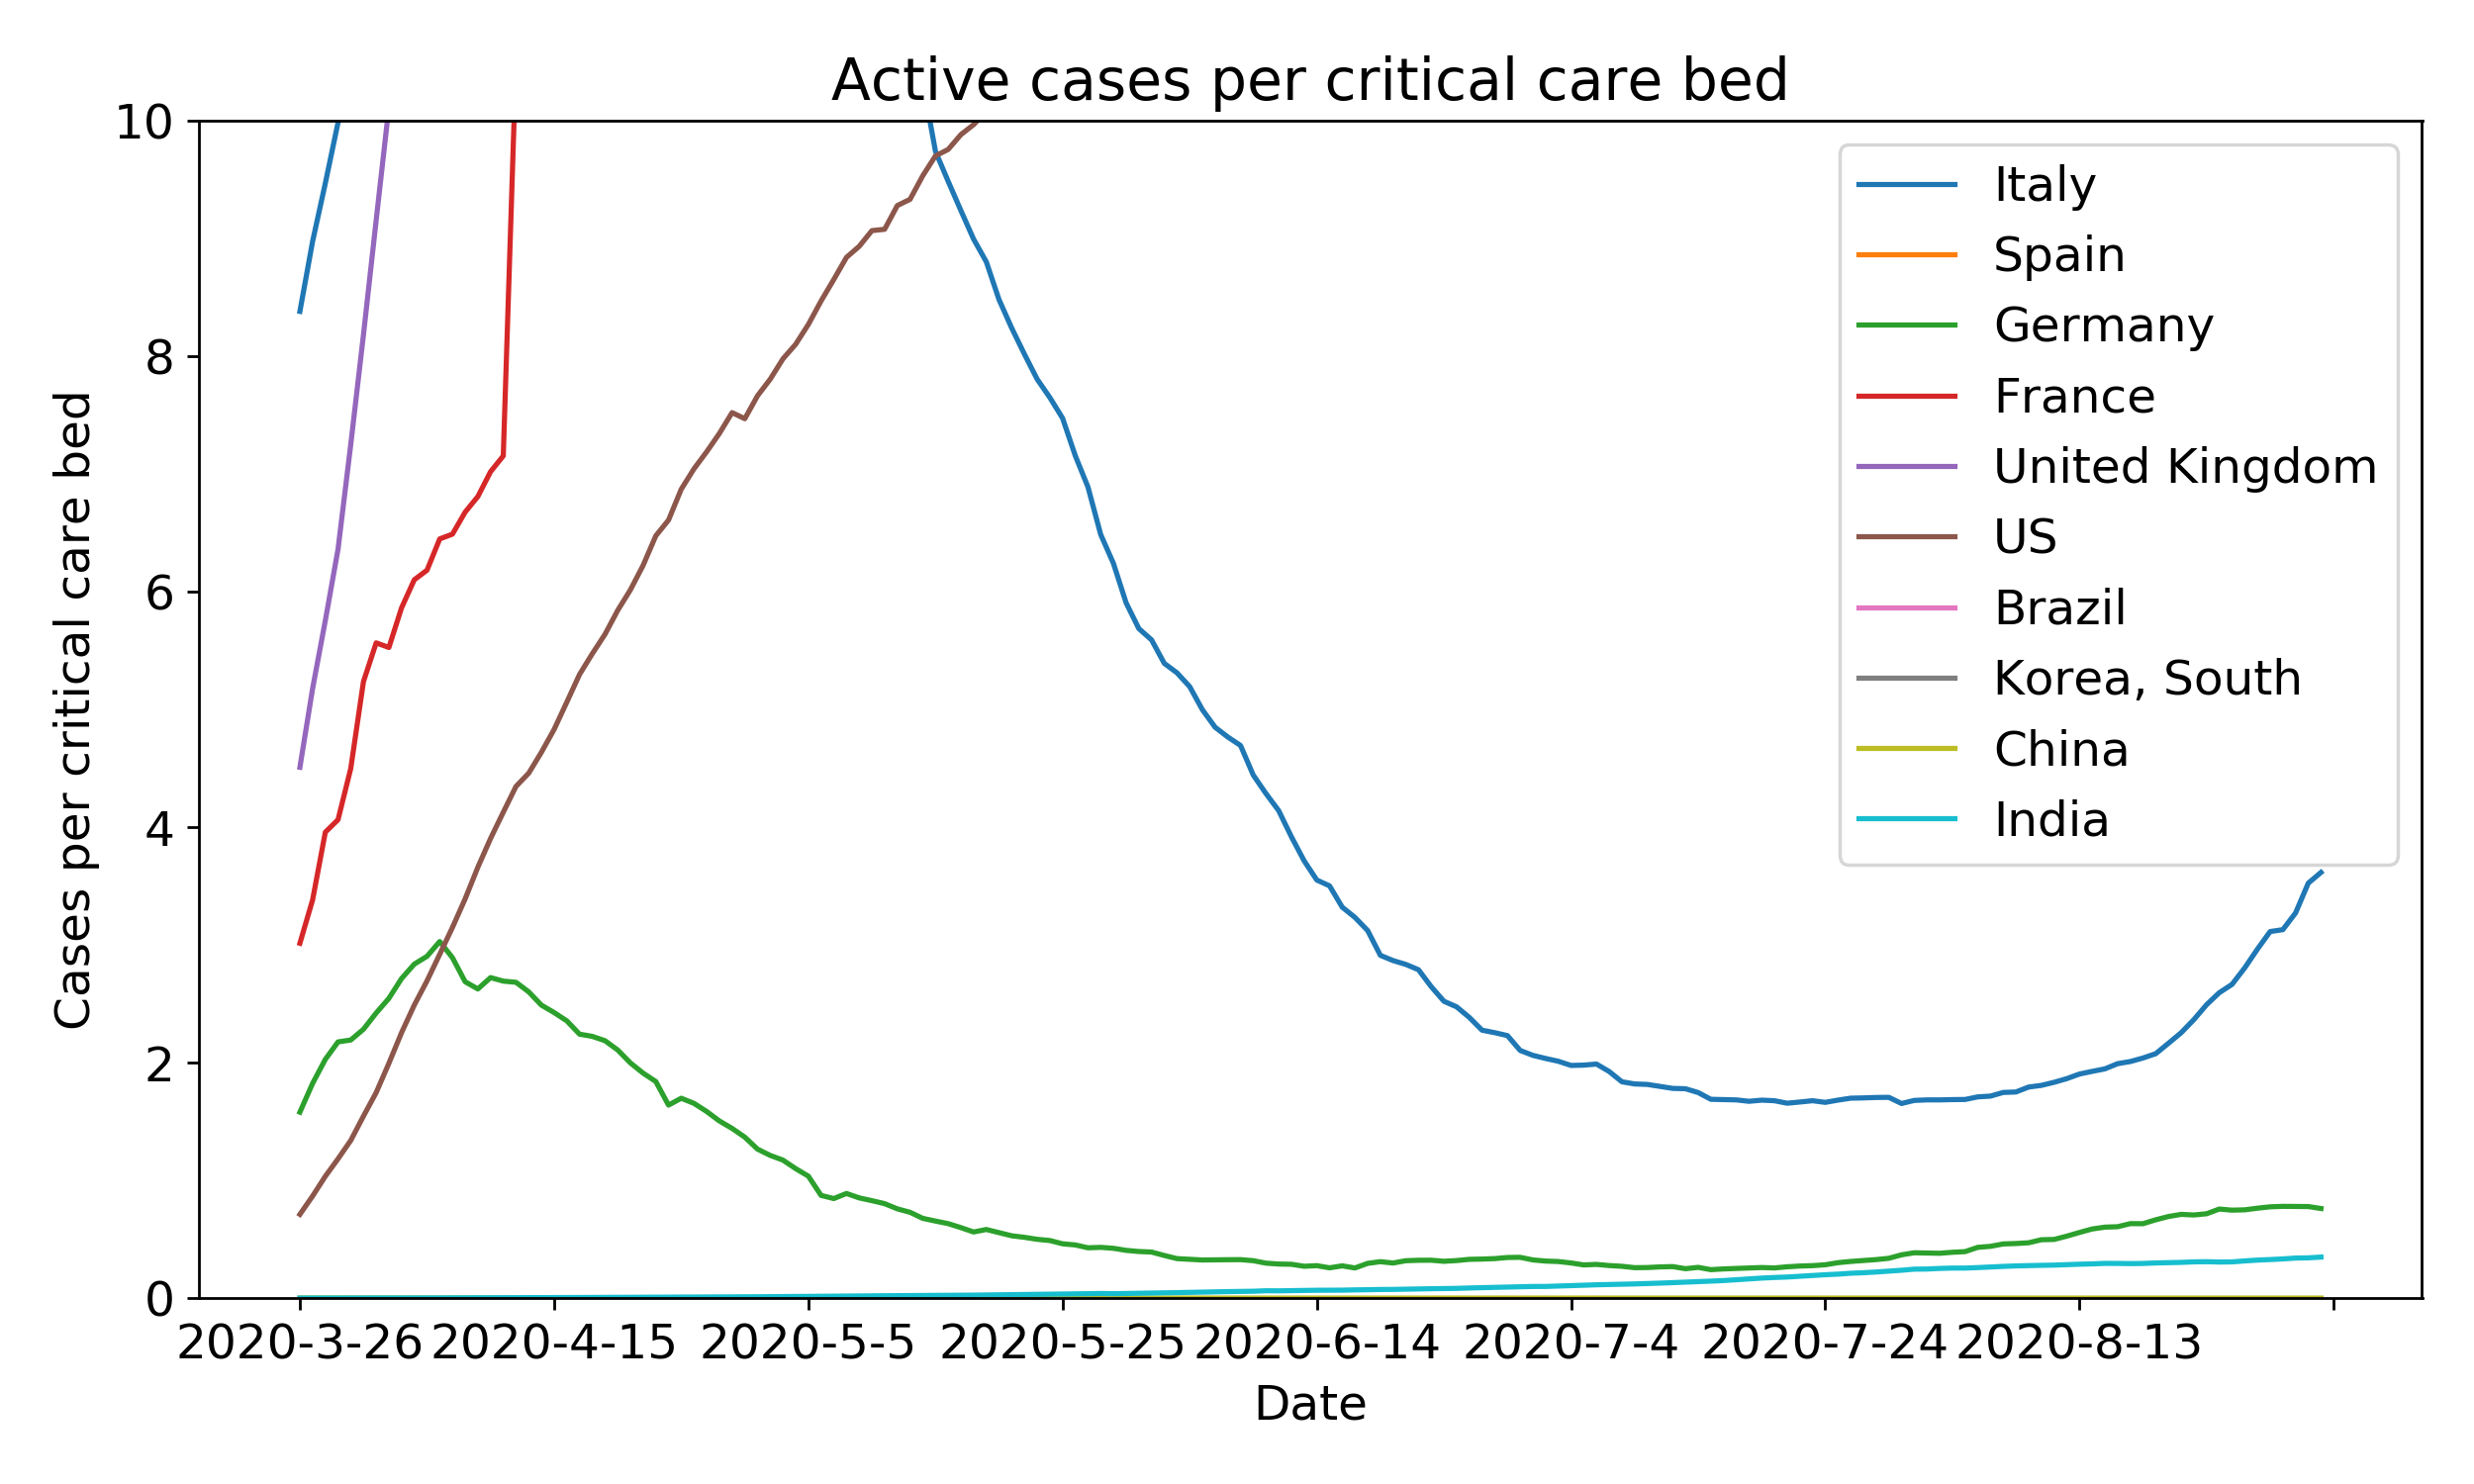 Active cases per critical care bed
Cases per critical care bed
10
8
6
4
2
0
Italy
Spain
Germany
France
United Kingdom
US
Brazil
Korea, South
China
India
2020-3-26 2020-4-15 2020-5-5 2020-5-25 2020-6-14 2020-7-4 2020-7-24 2020-8-13
Date